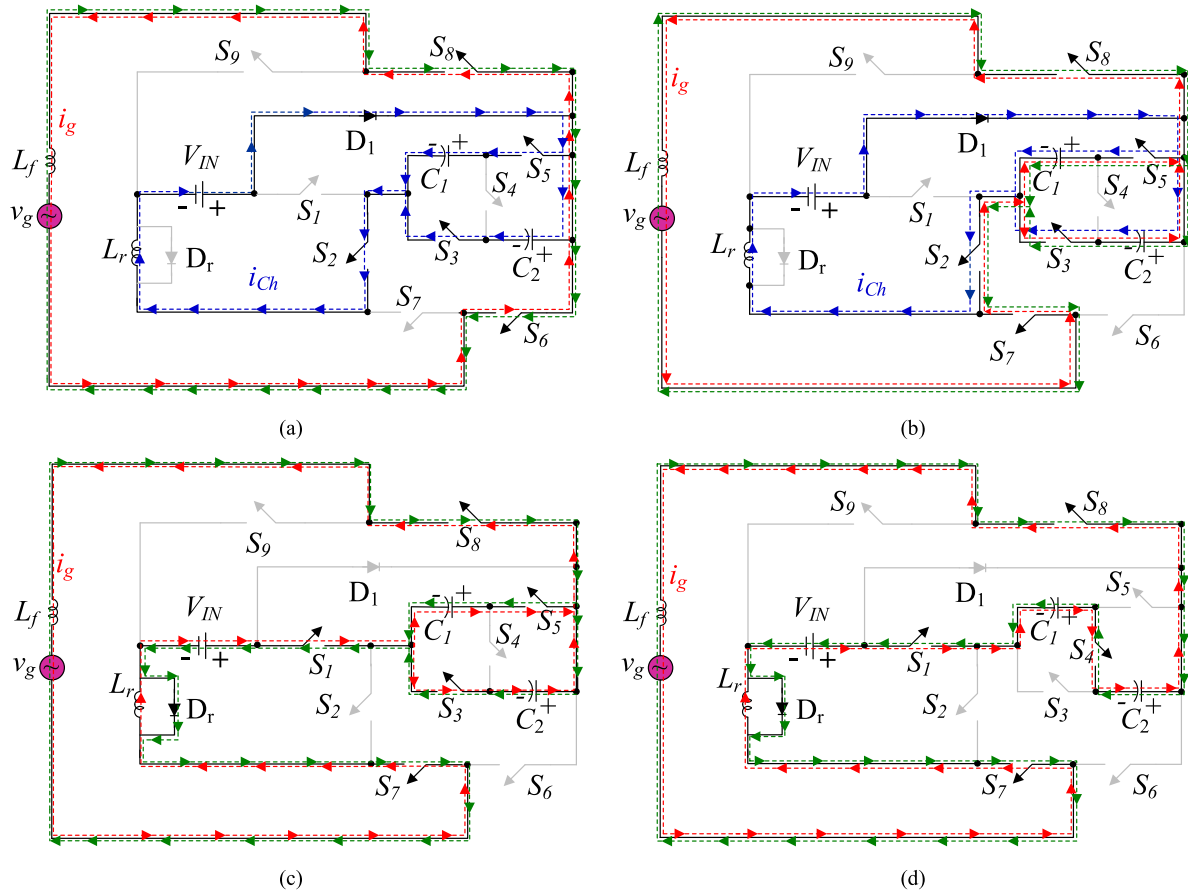 S9
S8
ig
D1
Lf
VIN
- +
- +
C1
S5
S4
S1
vg
Lr
Dr
S2
S3
- +
C2
iCh
S7
S6
(a)
S9
S8
ig
D1
Lf
VIN
- +
- +
C1
S5
S4
S1
vg
Lr
Dr
S2
S3
- +
C2
iCh
S7
S6
(b)
S9
S8
ig
D1
Lf
VIN
- +
- +
C1
S5
S4
S1
vg
Lr
Dr
S2
S3
- +
C2
S7
S6
(c)
S9
S8
ig
D1
Lf
VIN
- +
- +
C1
S5
S4
S1
vg
Lr
Dr
S2
S3
- +
C2
S7
S6
(d)